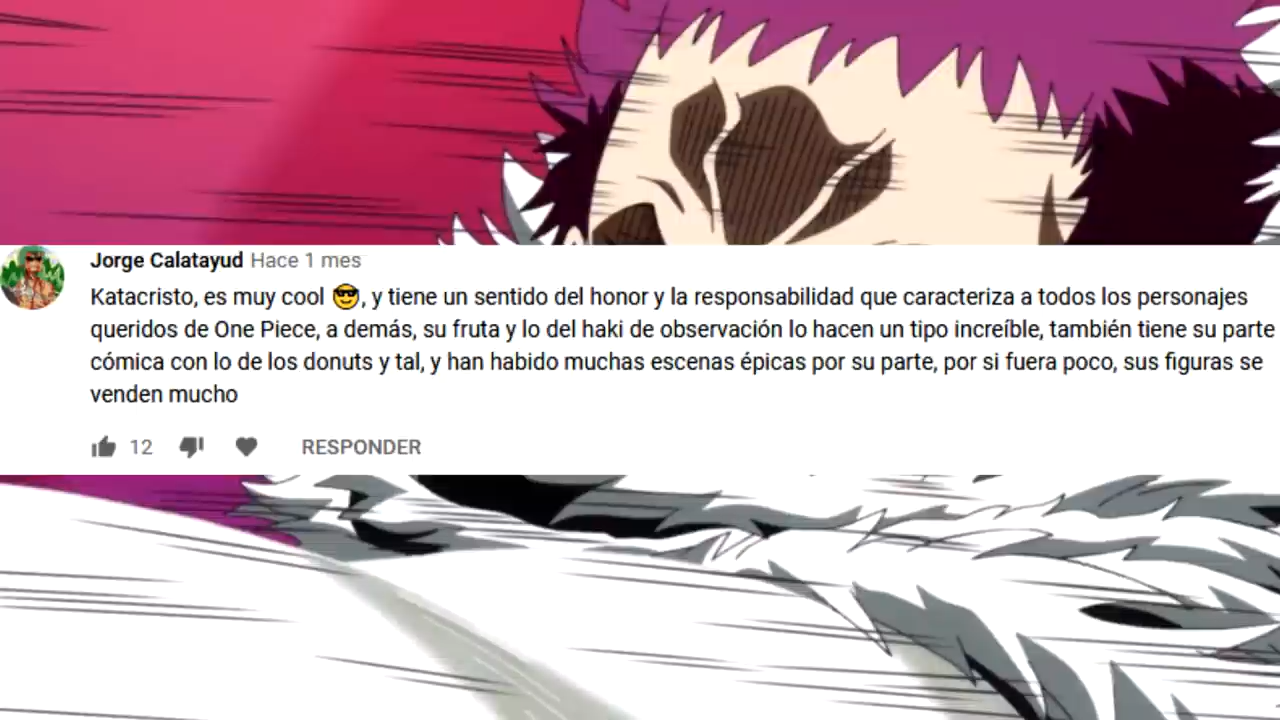 Jorge Calatayud Hace 1 mes
Katacristo, es muy cool 😎, y tiene un sentido del honor y la responsabilidad que caracteriza a todos los personajes
queridos de One Piece, a demás, su fruta y lo del haki de observación lo hacen un tipo increíble, también tiene su parte
cómica con lo de los donuts y tal, y han habido muchas escenas épicas por su parte, por si fuera poco, sus figuras se
venden mucho
12 RESPONDER